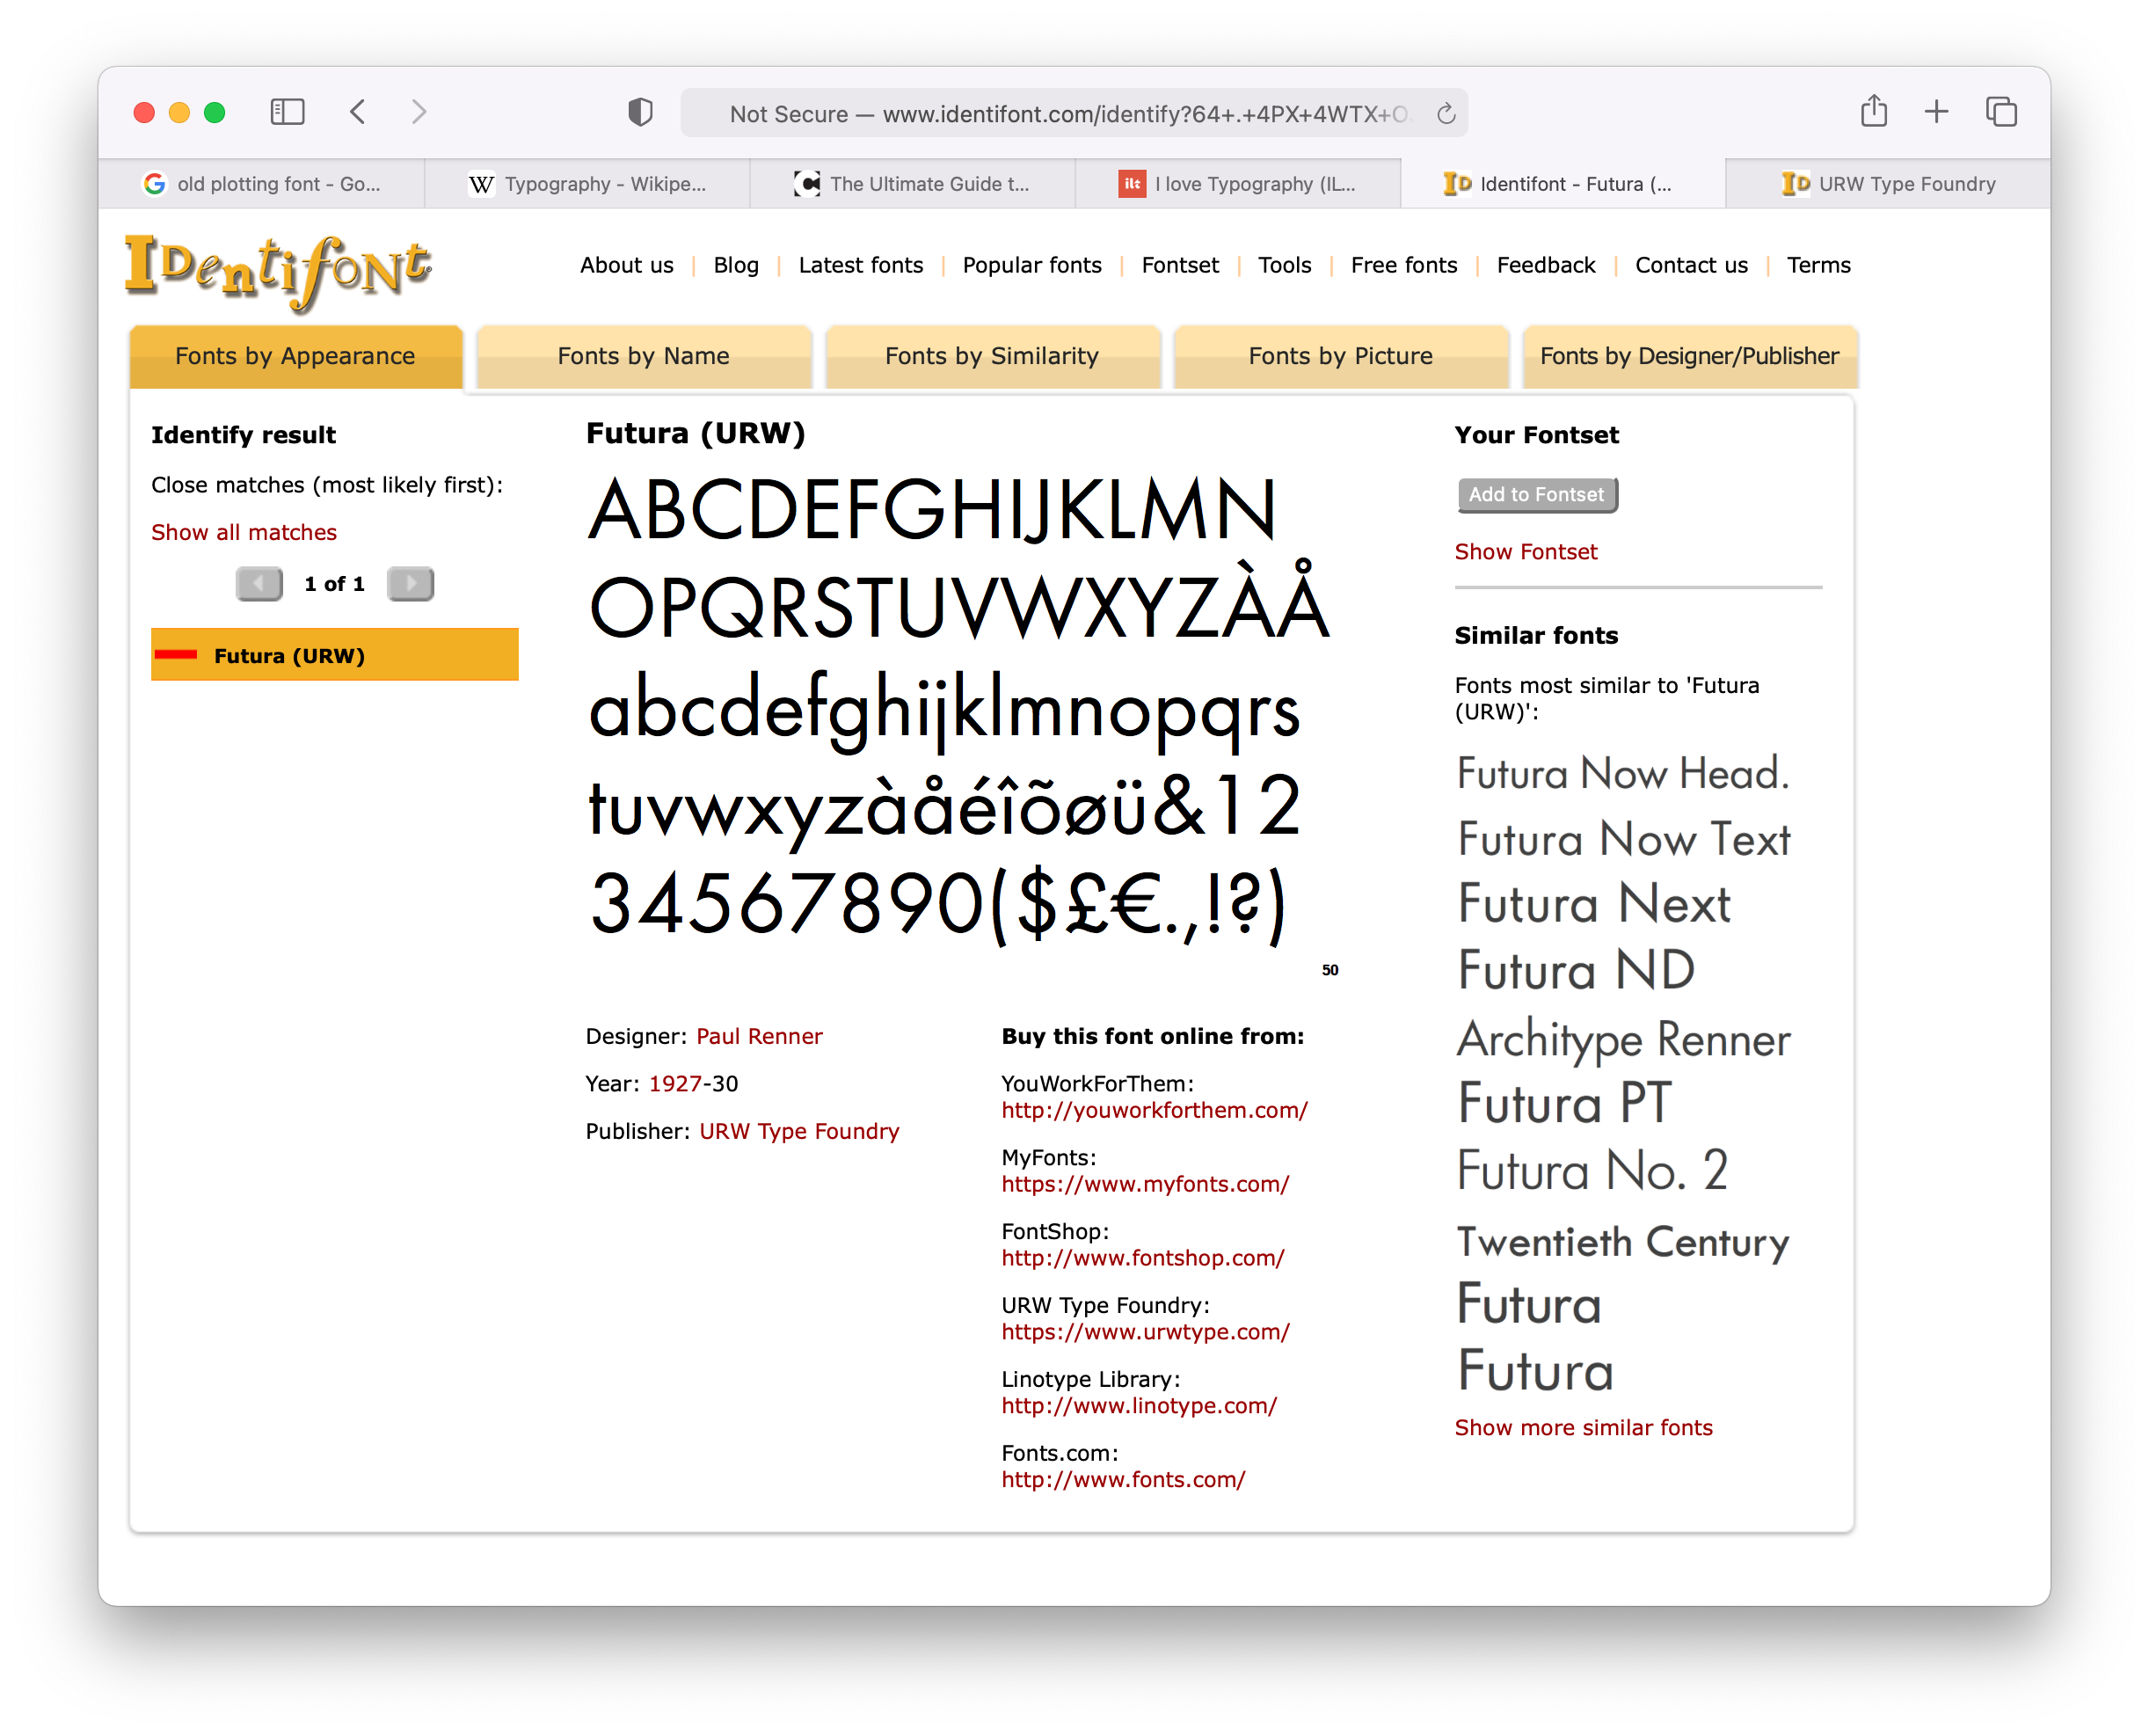 Not Secure — www.identifont.com/identify?64+.+4PX+4WTX+O
old plotting font - Go...
W Typography - Wikipe...
The Ultimate Guide t...
ilt I love Typography (IL...
ID Identifont - Futura (...
ID URW Type Foundry
IDentifont
About us | Blog | Latest fonts | Popular fonts | Fontset | Tools | Free fonts | Feedback | Contact us | Terms
Fonts by Appearance
Fonts by Name
Fonts by Similarity
Fonts by Picture
Fonts by Designer/Publisher
Identify result
Close matches (most likely first):
Show all matches
1 of 1
Futura (URW)
Futura (URW)
ABCDEFGHIJKLMN
OPQRSTUVWXYZÀÅ
abcdefghijklmnopqrs
tuvwxyzàåéîõøü&12
34567890($£€.,!?)
50
Designer: Paul Renner
Year: 1927-30
Publisher: URW Type Foundry
Buy this font online from:
YouWorkForThem:
http://youworkforthem.com/
MyFonts:
https://www.myfonts.com/
FontShop:
http://www.fontshop.com/
URW Type Foundry:
https://www.urwtype.com/
Linotype Library:
http://www.linotype.com/
Fonts.com:
http://www.fonts.com/
Your Fontset
Add to Fontset
Show Fontset
Similar fonts
Fonts most similar to 'Futura
(URW)':
Futura Now Head.
Futura Now Text
Futura Next
Futura ND
Architype Renner
Futura PT
Futura No. 2
Twentieth Century
Futura
Futura
Show more similar fonts